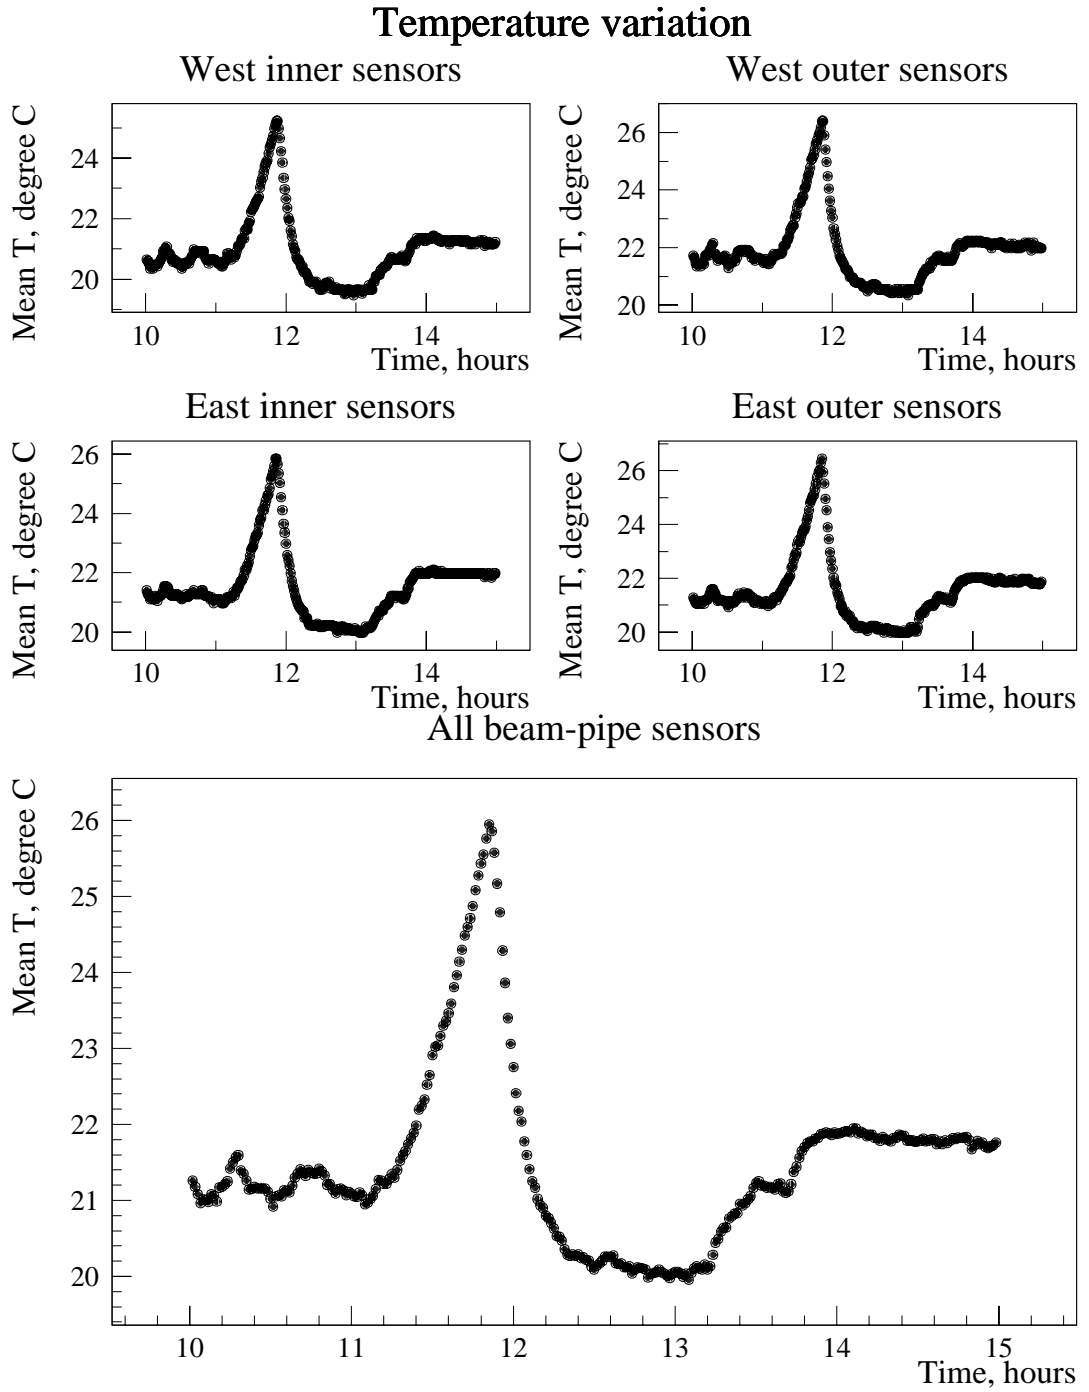 Temperature variation
West inner sensors
Mean T, degree C
24
22
20
10 12 14
Time, hours
West outer sensors
Mean T, degree C
26
24
22
20
10 12 14
Time, hours
East inner sensors
Mean T, degree C
26
24
22
20
10 12 14
Time, hours
East outer sensors
Mean T, degree C
26
24
22
20
10 12 14
Time, hours
All beam-pipe sensors
Mean T, degree C
26
25
24
23
22
21
20
10 11 12 13 14 15
Time, hours